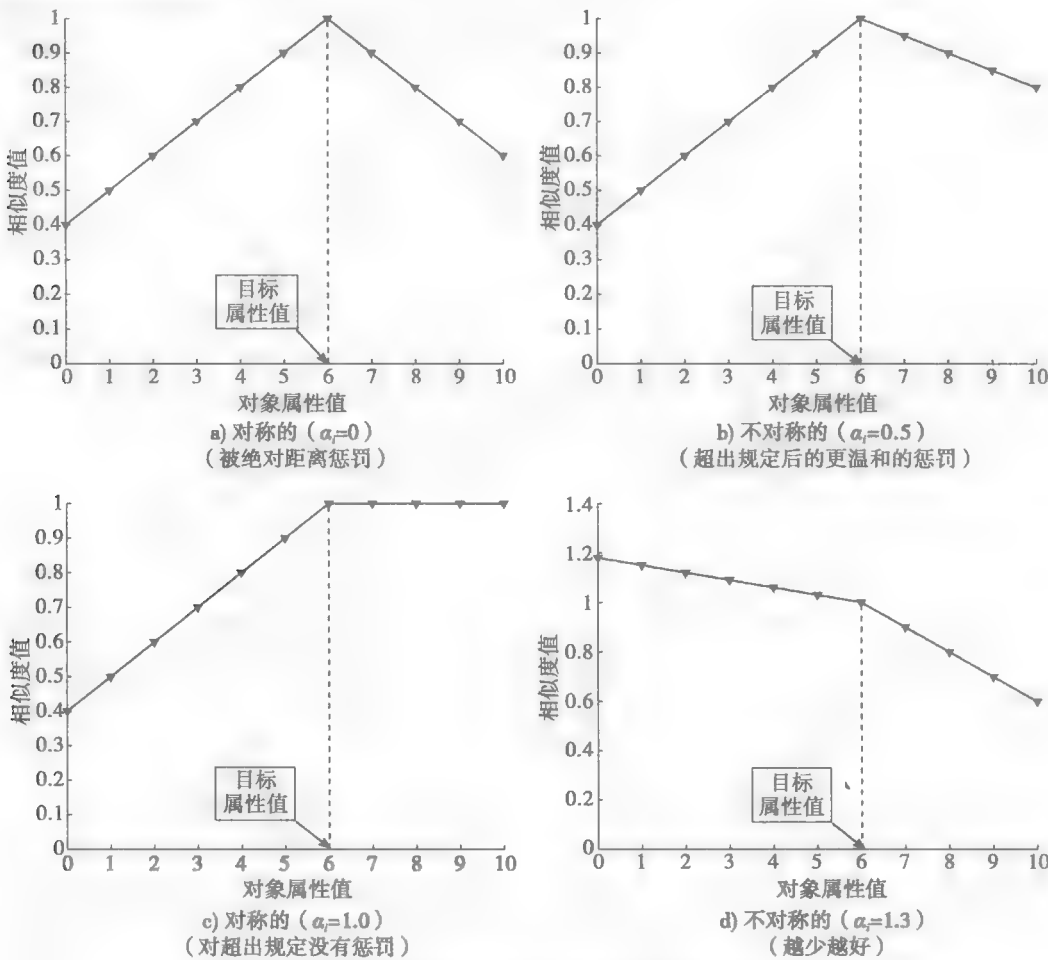 1
0.9
0.8
0.7
0.6
0.5
0.4
0.3
0.2
0.1
0
相似度值
目标
属性值
0 1 2 3 4 5 6 7 8 9 10
对象属性值
a) 对称的（α_i=0）
（被绝对距离惩罚）
1
0.9
0.8
0.7
0.6
0.5
0.4
0.3
0.2
0.1
0
相似度值
目标
属性值
0 1 2 3 4 5 6 7 8 9 10
对象属性值
b) 不对称的（α_i=0.5）
（超出规定后的更温和的惩罚）
1
0.9
0.8
0.7
0.6
0.5
0.4
0.3
0.2
0.1
0
相似度值
目标
属性值
0 1 2 3 4 5 6 7 8 9 10
对象属性值
c) 对称的（α_i=1.0）
（对超出规定没有惩罚）
1.4
1.2
1
0.8
0.6
0.4
0.2
0
相似度值
目标
属性值
0 1 2 3 4 5 6 7 8 9 10
对象属性值
d) 不对称的（α_i=1.3）
（越少越好）